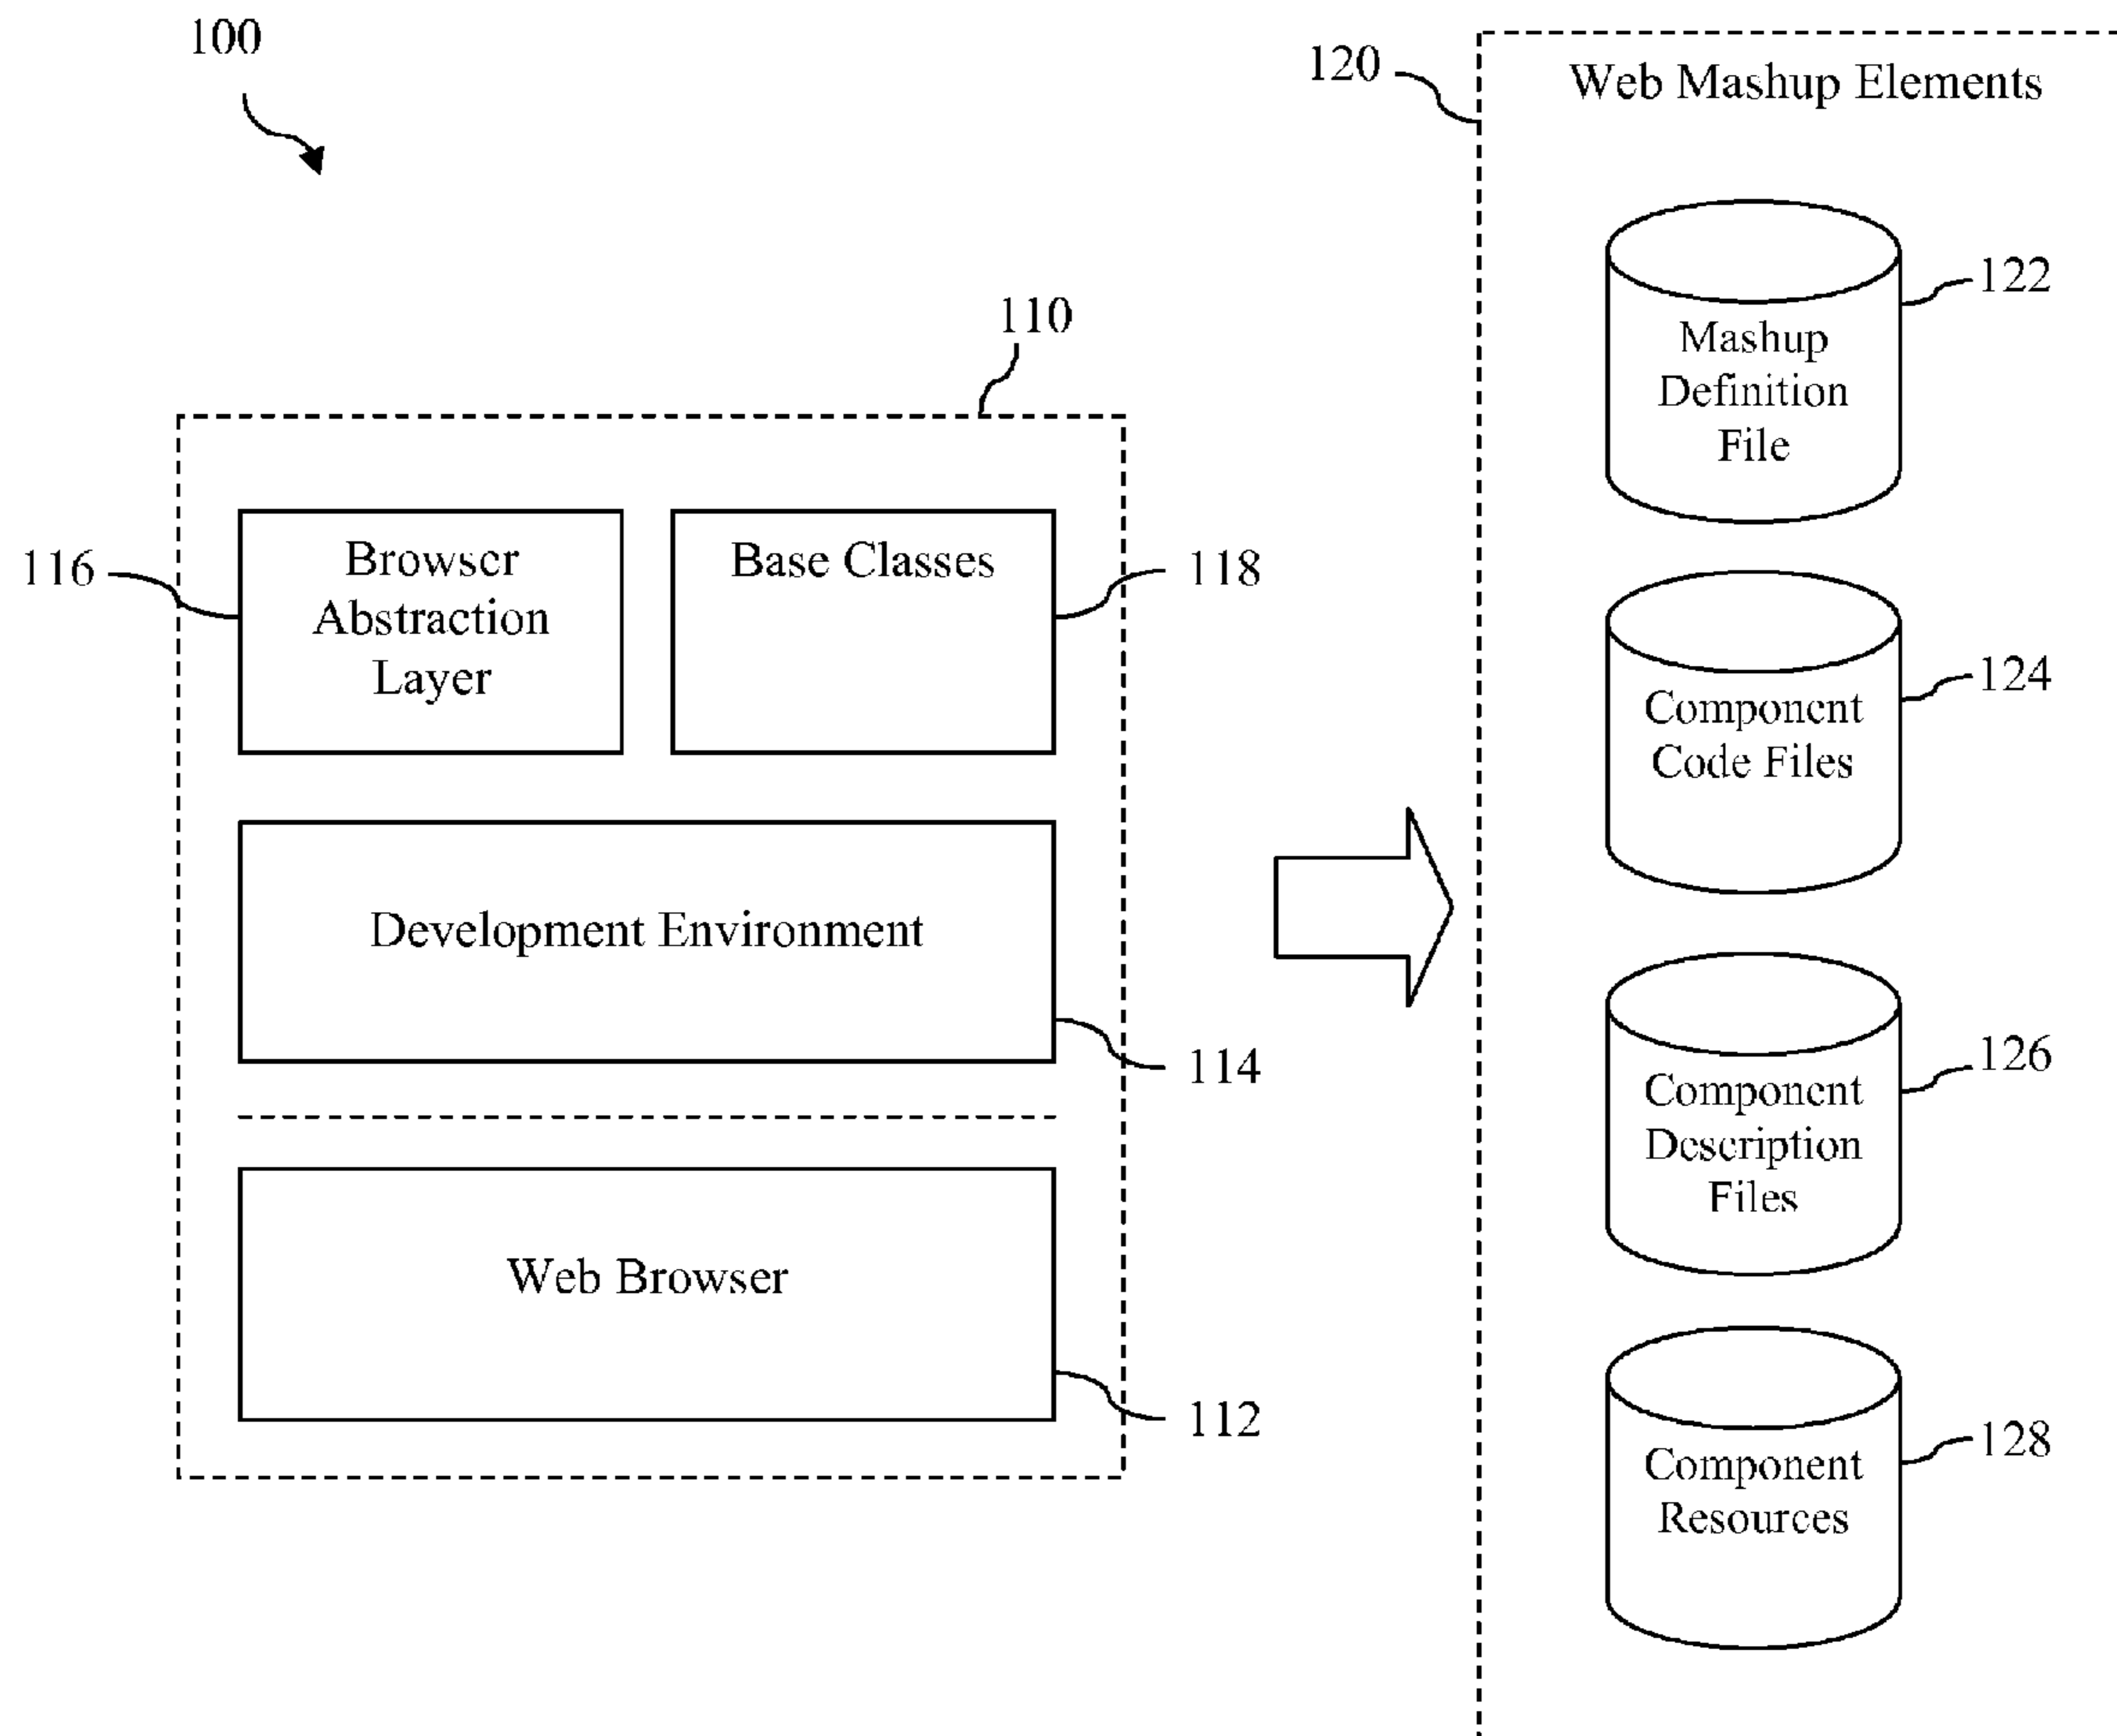 100
120
Web Mashup Elements
122
Mashup
Definition
File
110
116
Browser
Abstraction
Layer
Base Classes
118
124
Component
Code Files
Development Environment
114
126
Component
Description
Files
Web Browser
112
128
Component
Resources